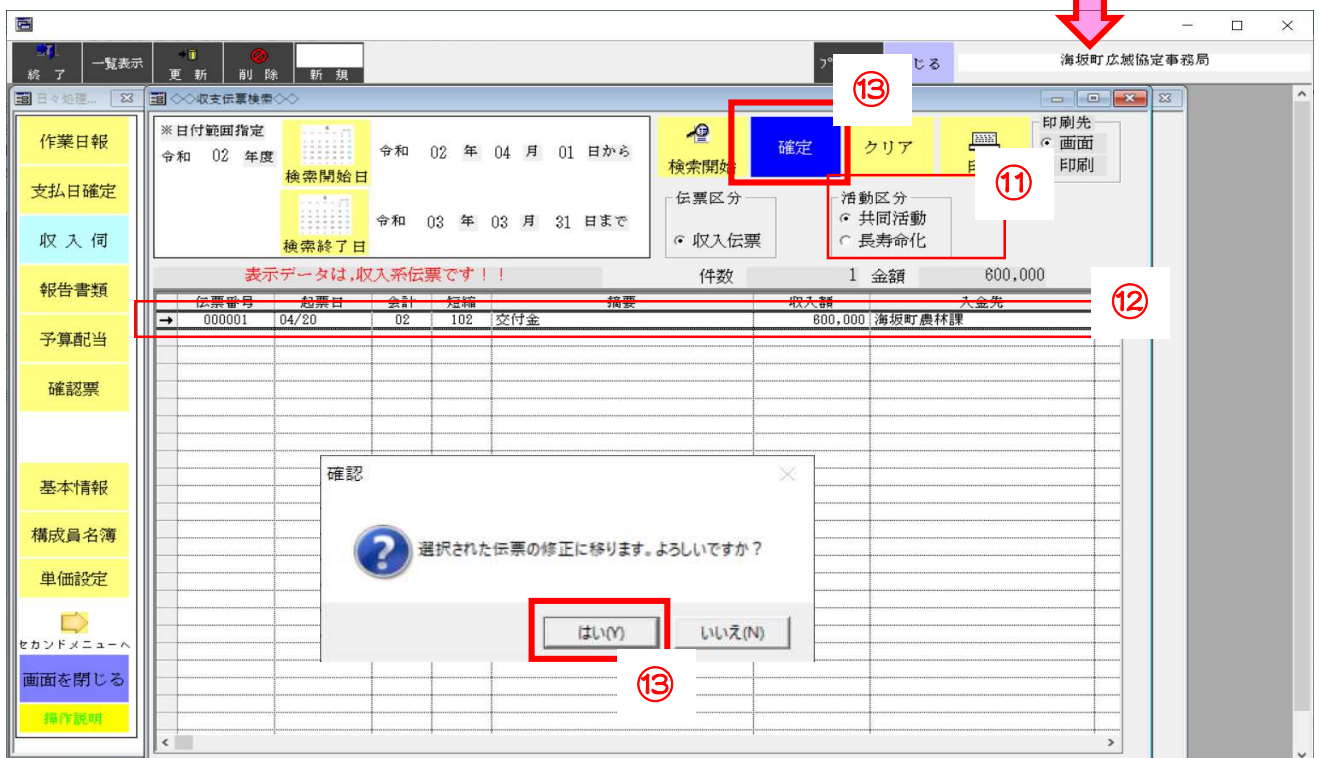 終 了
一覧表示
更 新
削 除
新 規
じる
海坂町広域協定事務局
日々処理...
◇◇収支伝票検索◇◇
作業日報
支払日確定
収 入 伺
報告書類
予算配当
確認票
基本情報
構成員名簿
単価設定
セカンドメニューへ
画面を閉じる
操作説明
※日付範囲指定
令和 02 年度
検索開始日
令和 02 年 04 月 01 日から
検索終了日
令和 03 年 03 月 31 日まで
検索開始
確定
クリア
印刷先
画面
印刷
⑬
⑪
伝票区分
収入伝票
活動区分
共同活動
長寿命化
表示データは,収入系伝票です！！
件数 1 金額 600,000
⑫
伝票番号 起票日 会計 短縮 摘要 収入額 入金先
→ 000001 04/20 02 102 交付金 600,000 海坂町農林課
確認
選択された伝票の修正に移ります。よろしいですか？
はい(Y)
いいえ(N)
⑬